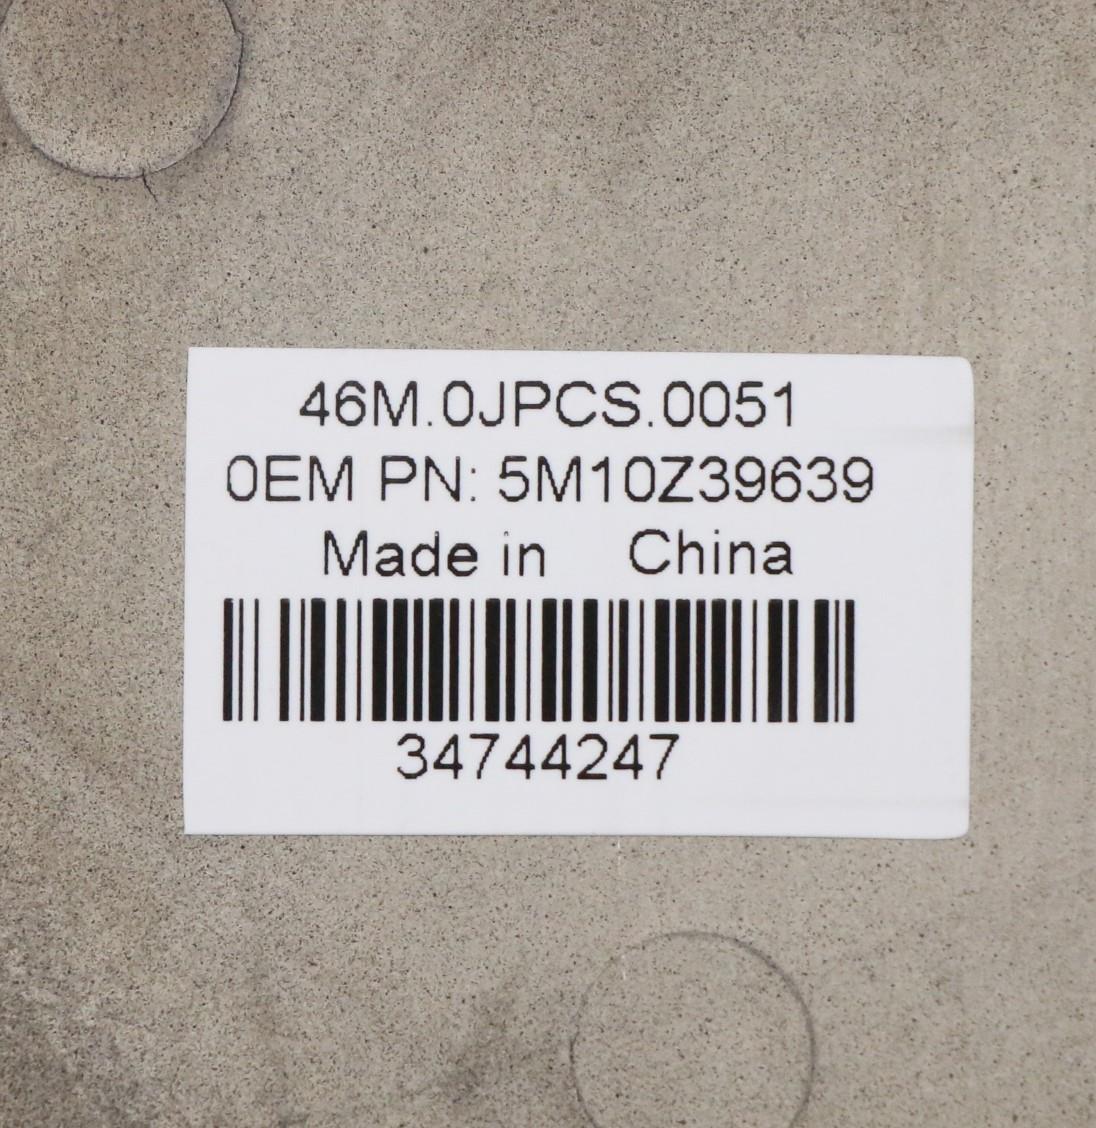 46M.0JPCS.0051
0EM PN: 5M10Z39639
Made in China
34744247